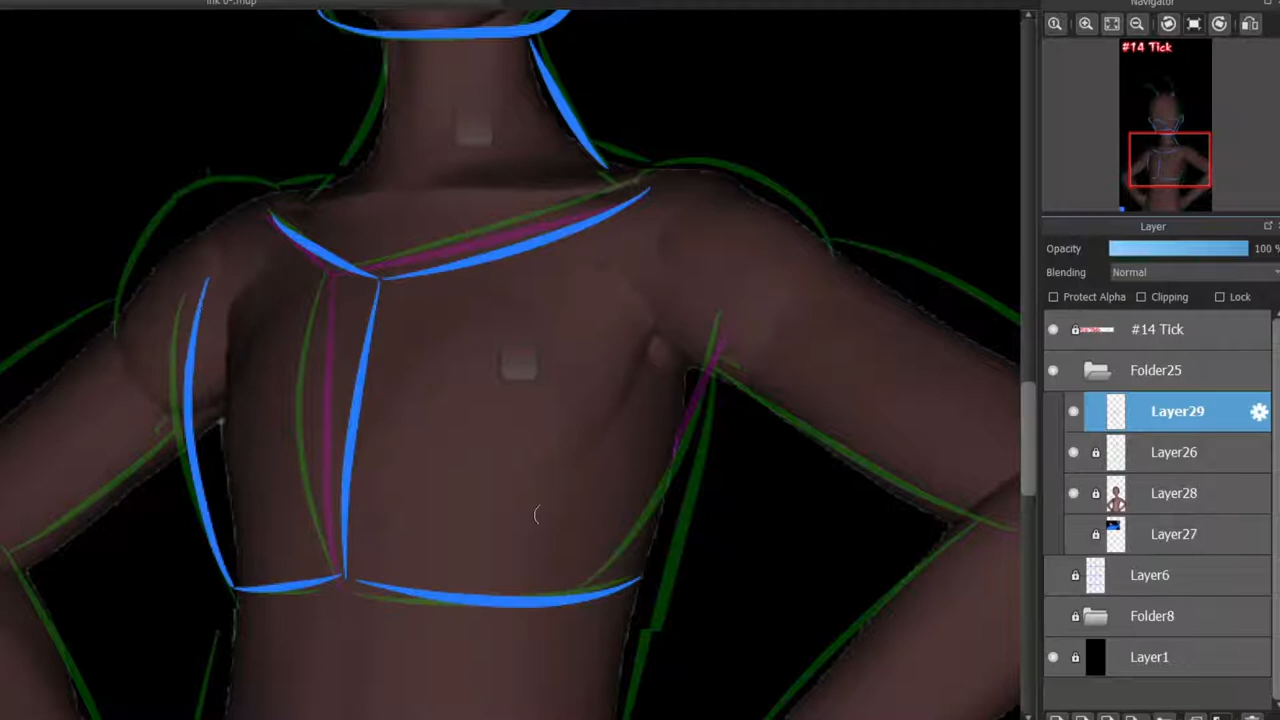 Navigator
#14 Tick
Layer
Opacity 100 %
Blending Normal
Protect Alpha Clipping Lock
#14 Tick
Folder25
Layer29
Layer26
Layer28
Layer27
Layer6
Folder8
Layer1